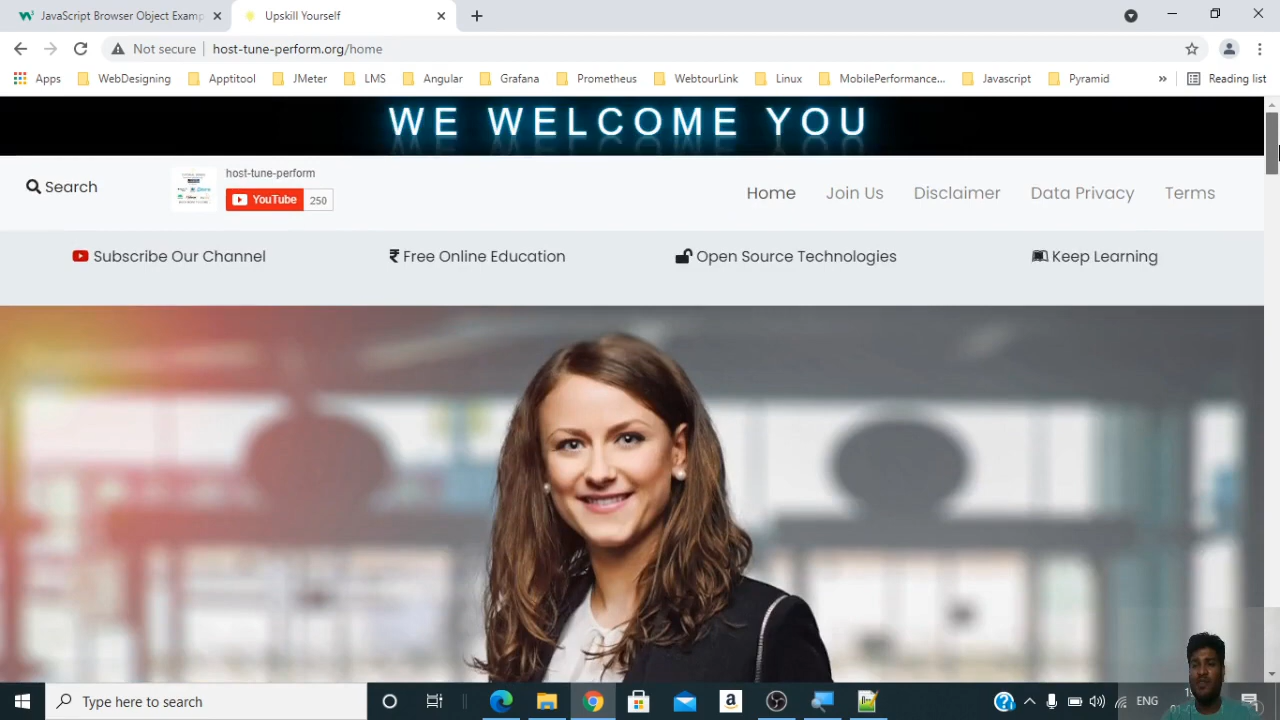 JavaScript Browser Object Examp
Upskill Yourself
Not secure
host-tune-perform.org/home
Apps
WebDesigning
Apptitool
JMeter
LMS
Angular
Grafana
Prometheus
WebtourLink
Linux
MobilePerformance...
Javascript
Pyramid
»
Reading list
WE WELCOME YOU
Search
host-tune-perform
YouTube
250
Home
Join Us
Disclaimer
Data Privacy
Terms
Subscribe Our Channel
₹ Free Online Education
Open Source Technologies
Keep Learning
Type here to search
ENG